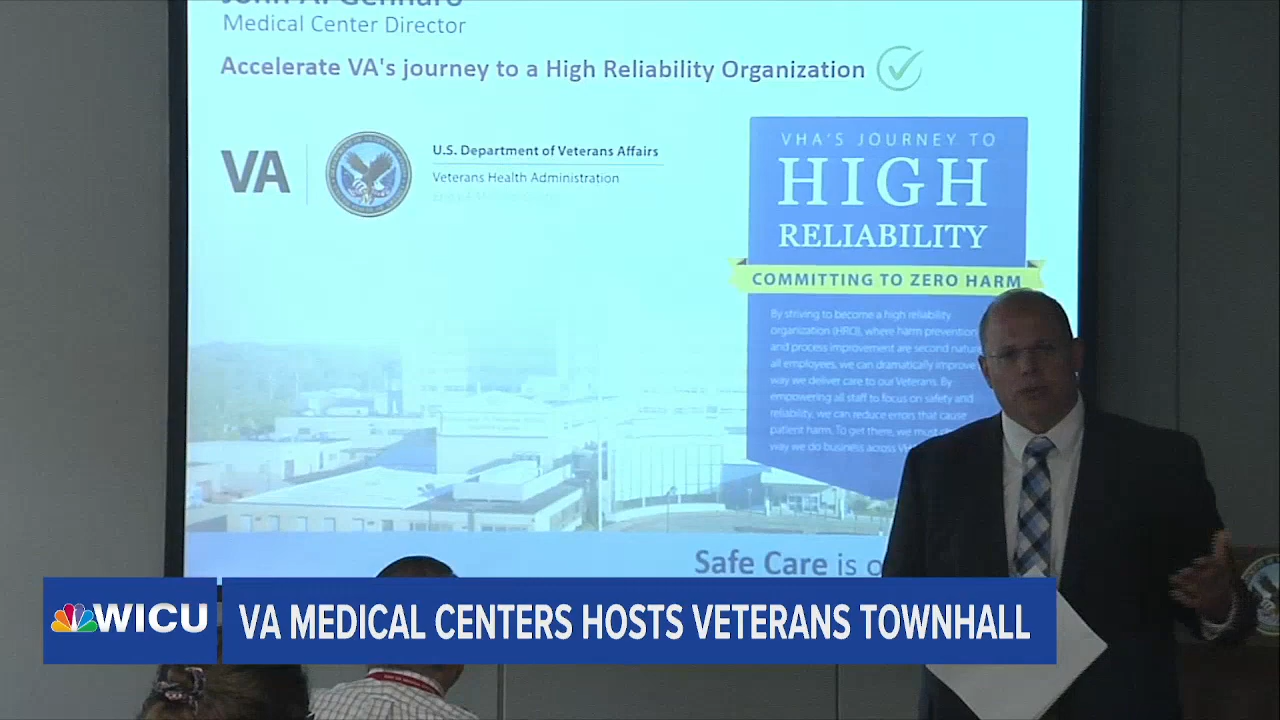 John A. Gennaro
Medical Center Director
Accelerate VA's journey to a High Reliability Organization
VA
U.S. Department of Veterans Affairs
Veterans Health Administration
VHA'S JOURNEY TO
HIGH
RELIABILITY
COMMITTING TO ZERO HARM
By striving to become a high reliability
organization (HRO), where harm prevention
and process improvement are second nature
all employees, we can dramatically improve
way we deliver care to our Veterans. By
empowering all staff to focus on safety and
reliability, we can reduce errors that cause
patient harm. To get there, we must
way we do business across
Safe Care is
WICU
VA MEDICAL CENTERS HOSTS VETERANS TOWNHALL